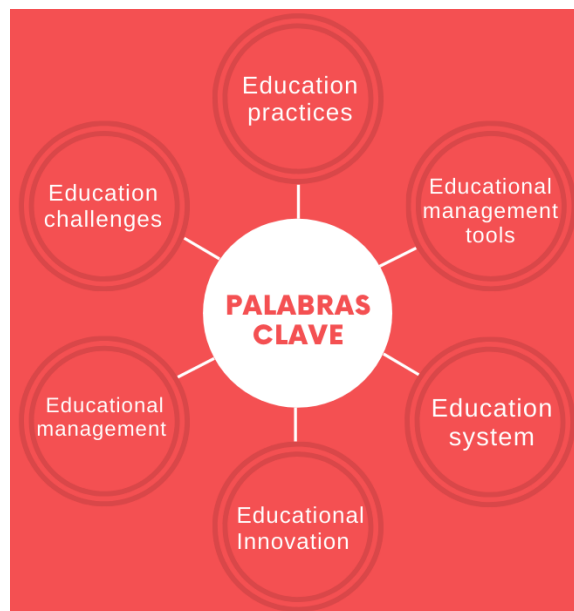 Education
practices
Education
challenges
Educational
management
tools
PALABRAS
CLAVE
Educational
management
Education
system
Educational
Innovation